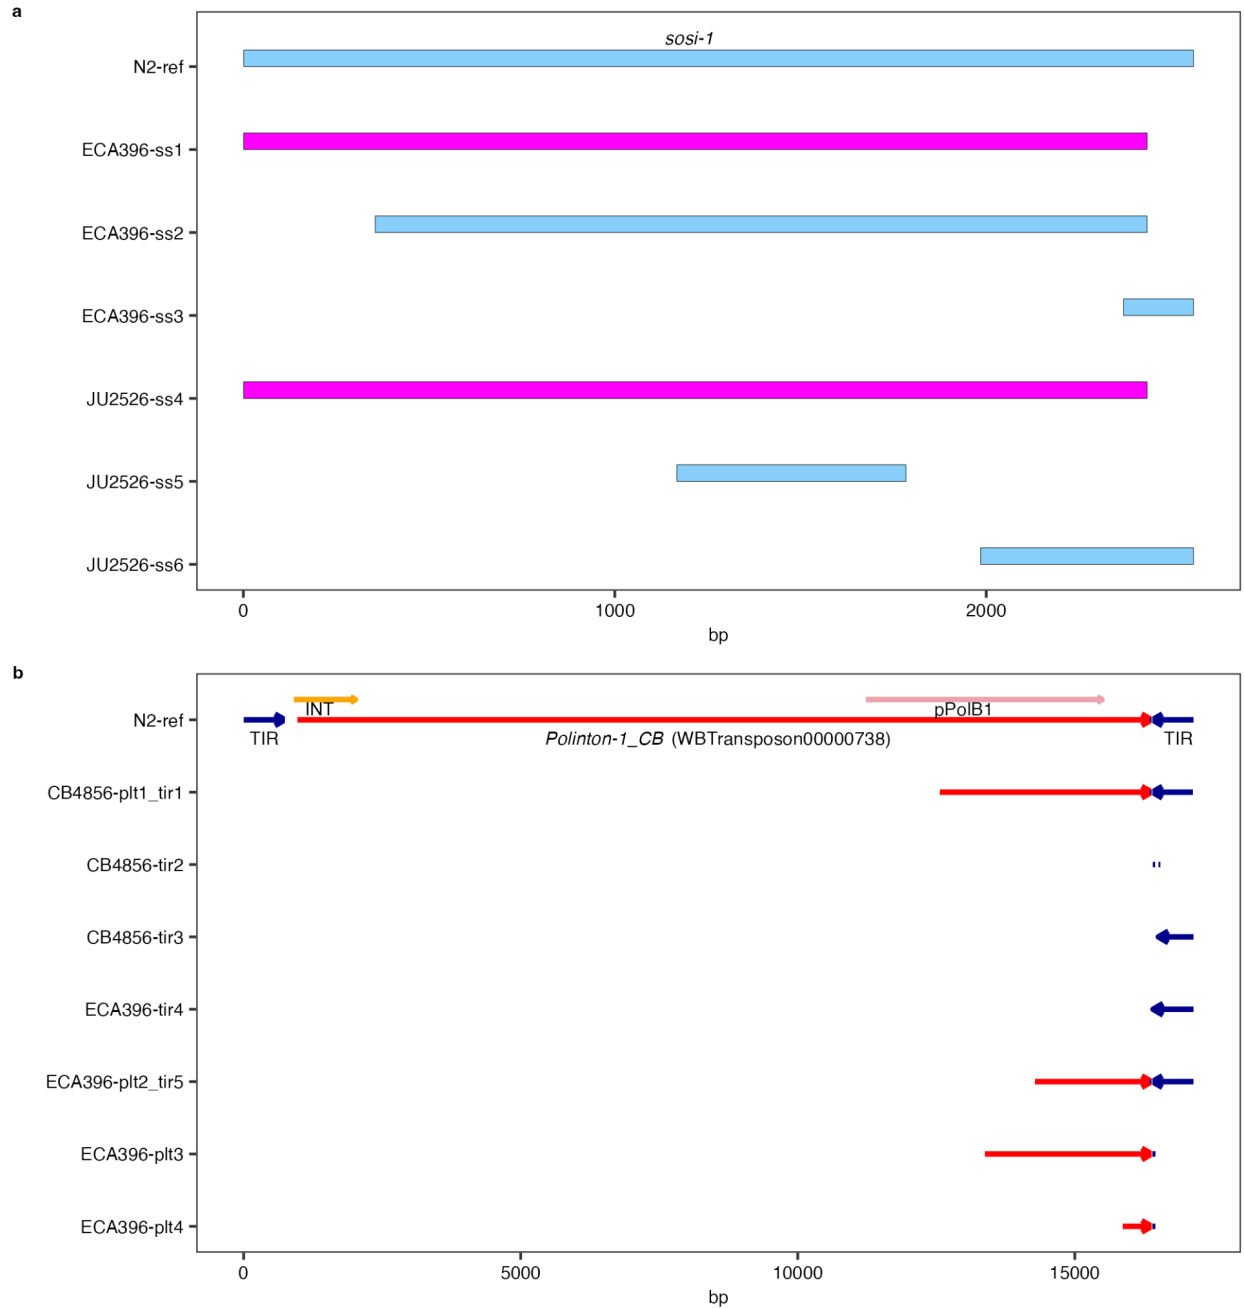 a
sosi-1
N2-ref
ECA396-ss1
ECA396-ss2
ECA396-ss3
JU2526-ss4
JU2526-ss5
JU2526-ss6
0 1000 2000
bp
b
INT pPolB1
N2-ref
TIR Polinton-1_CB (WBTransposon00000738) TIR
CB4856-plt1_tir1
CB4856-tir2
CB4856-tir3
ECA396-tir4
ECA396-plt2_tir5
ECA396-plt3
ECA396-plt4
0 5000 10000 15000
bp